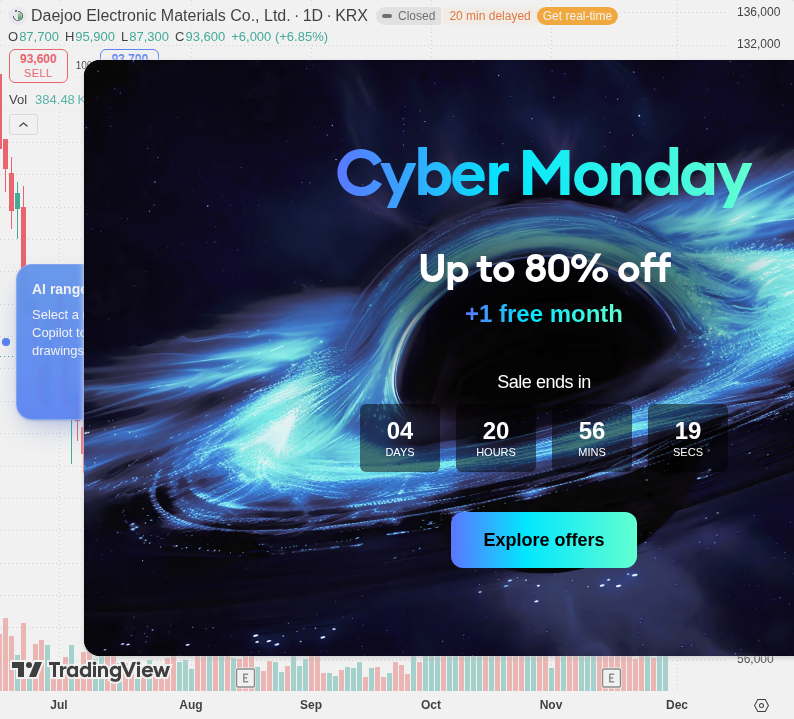 Daejoo Electronic Materials Co., Ltd. · 1D · KRX Closed 20 min delayed Get real-time
136,000
O87,700 H95,900 L87,300 C93,600 +6,000 (+6.85%)
132,000
93,600
SELL
93,700
Vol 384.48 K
Cyber Monday
Up to 80% off
+1 free month
AI range
Select a
Copilot to
drawings
Sale ends in
04 20 56 19
DAYS HOURS MINS SECS
Explore offers
56,000
TradingView
E E
Jul Aug Sep Oct Nov Dec